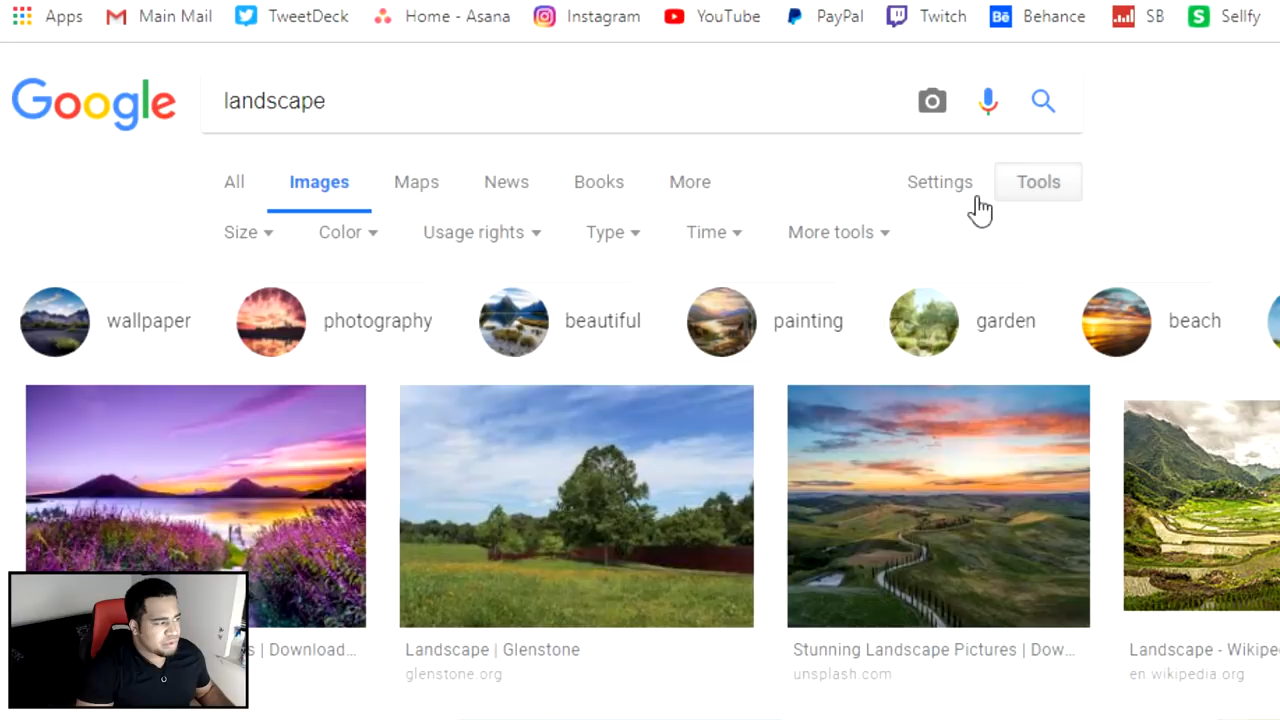 Apps Main Mail TweetDeck Home - Asana Instagram YouTube PayPal Twitch Bē Behance SB S Sellfy
Google landscape
All Images Maps News Books More Settings Tools
Size Color Usage rights Type Time More tools
wallpaper photography beautiful painting garden beach
s | Download... Landscape | Glenstone Stunning Landscape Pictures | Dow... Landscape - Wikipe
glenstone.org unsplash.com en.wikipedia.org